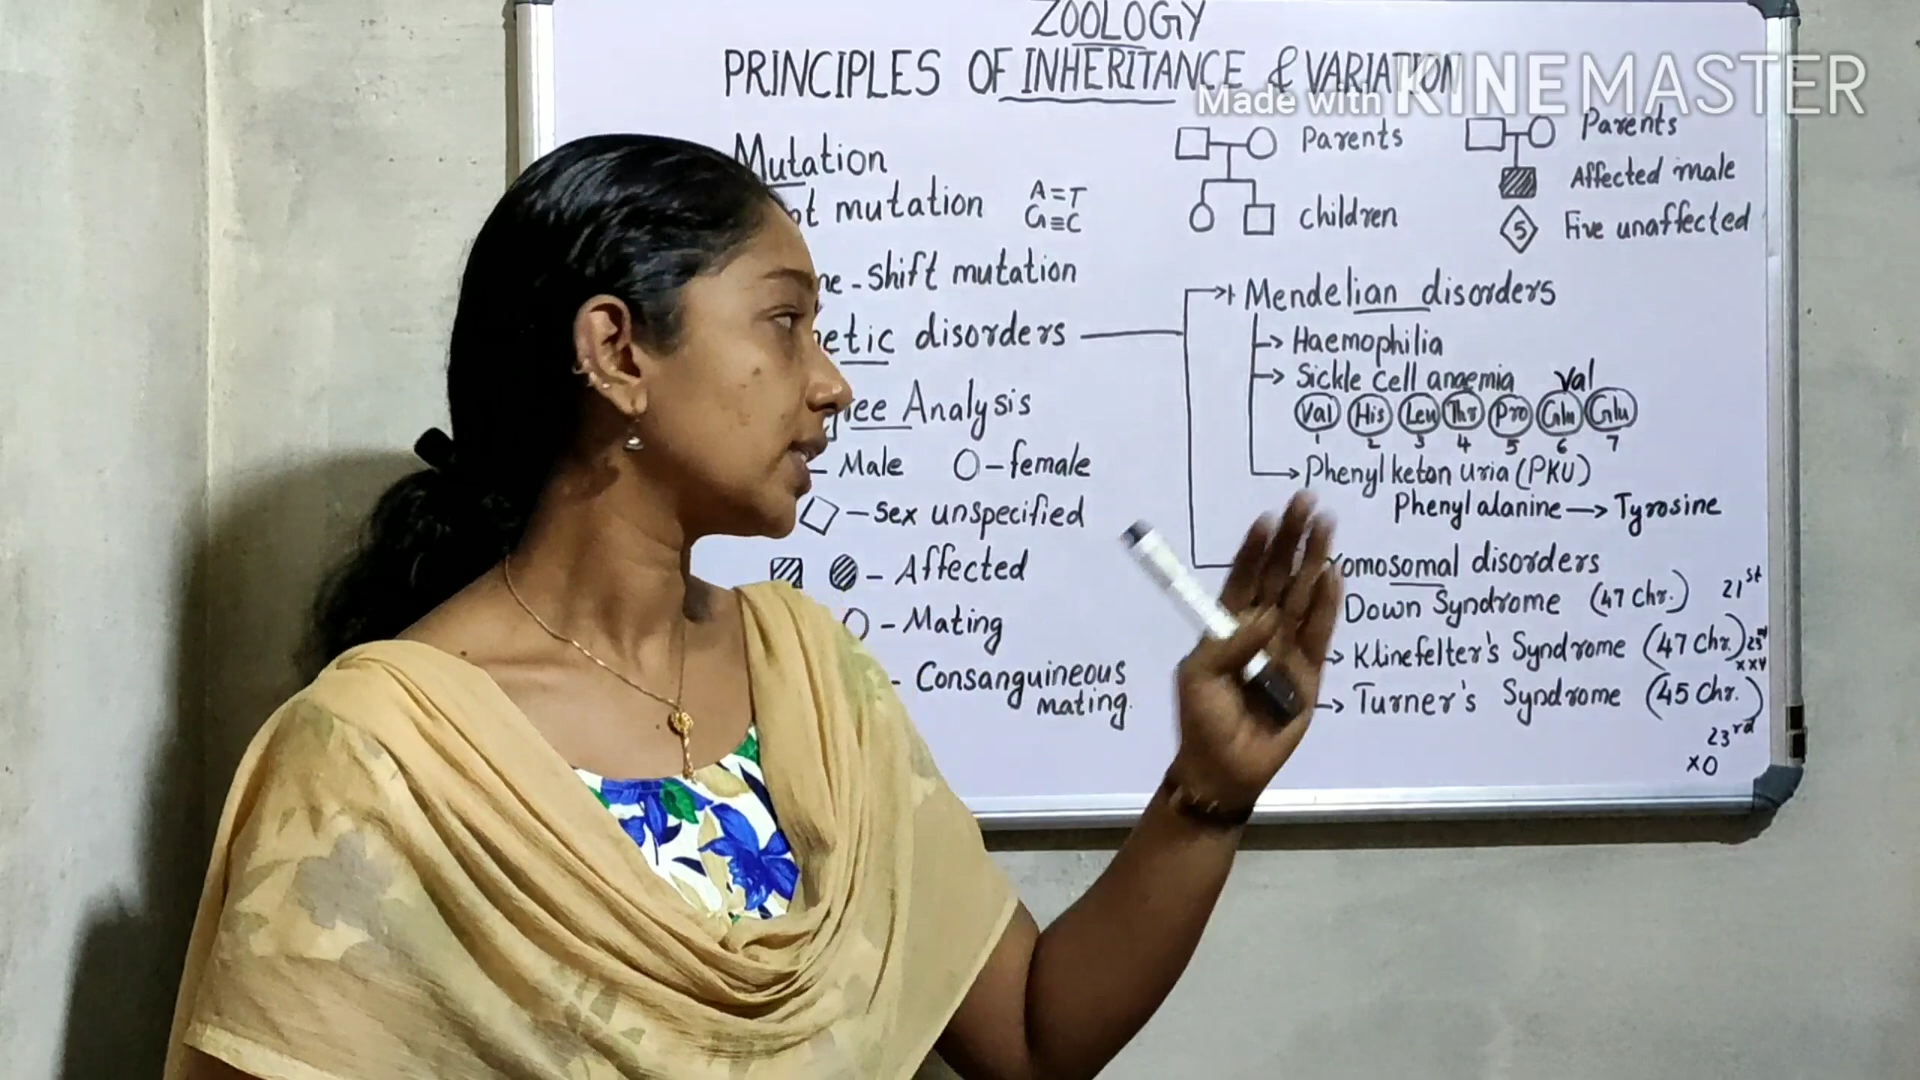 ZOOLOGY
PRINCIPLES OF INHERITANCE & VARIATION
Made with KINEMASTER
Mutation
mutation A=T
G≡C
-shift mutation
disorders
Analysis
- Male O-female
-Sex unspecified
- Affected
- Mating
- Consanguineous
mating.
Parents
children
Parents
Affected male
5 Five unaffected
Mendelian disorders
Haemophilia
Sickle cell anaemia Val
Val His Leu Thr Pro Glu Glu
1 2 3 4 5 6 7
Phenyl keton uria (PKU)
Phenyl alanine → Tyrosine
disorders
Down Syndrome (47 Chr.) 21st
Klinefelter's Syndrome (47 Chr.)
XXY
Turner's Syndrome (45 Chr.)
23rd
XO